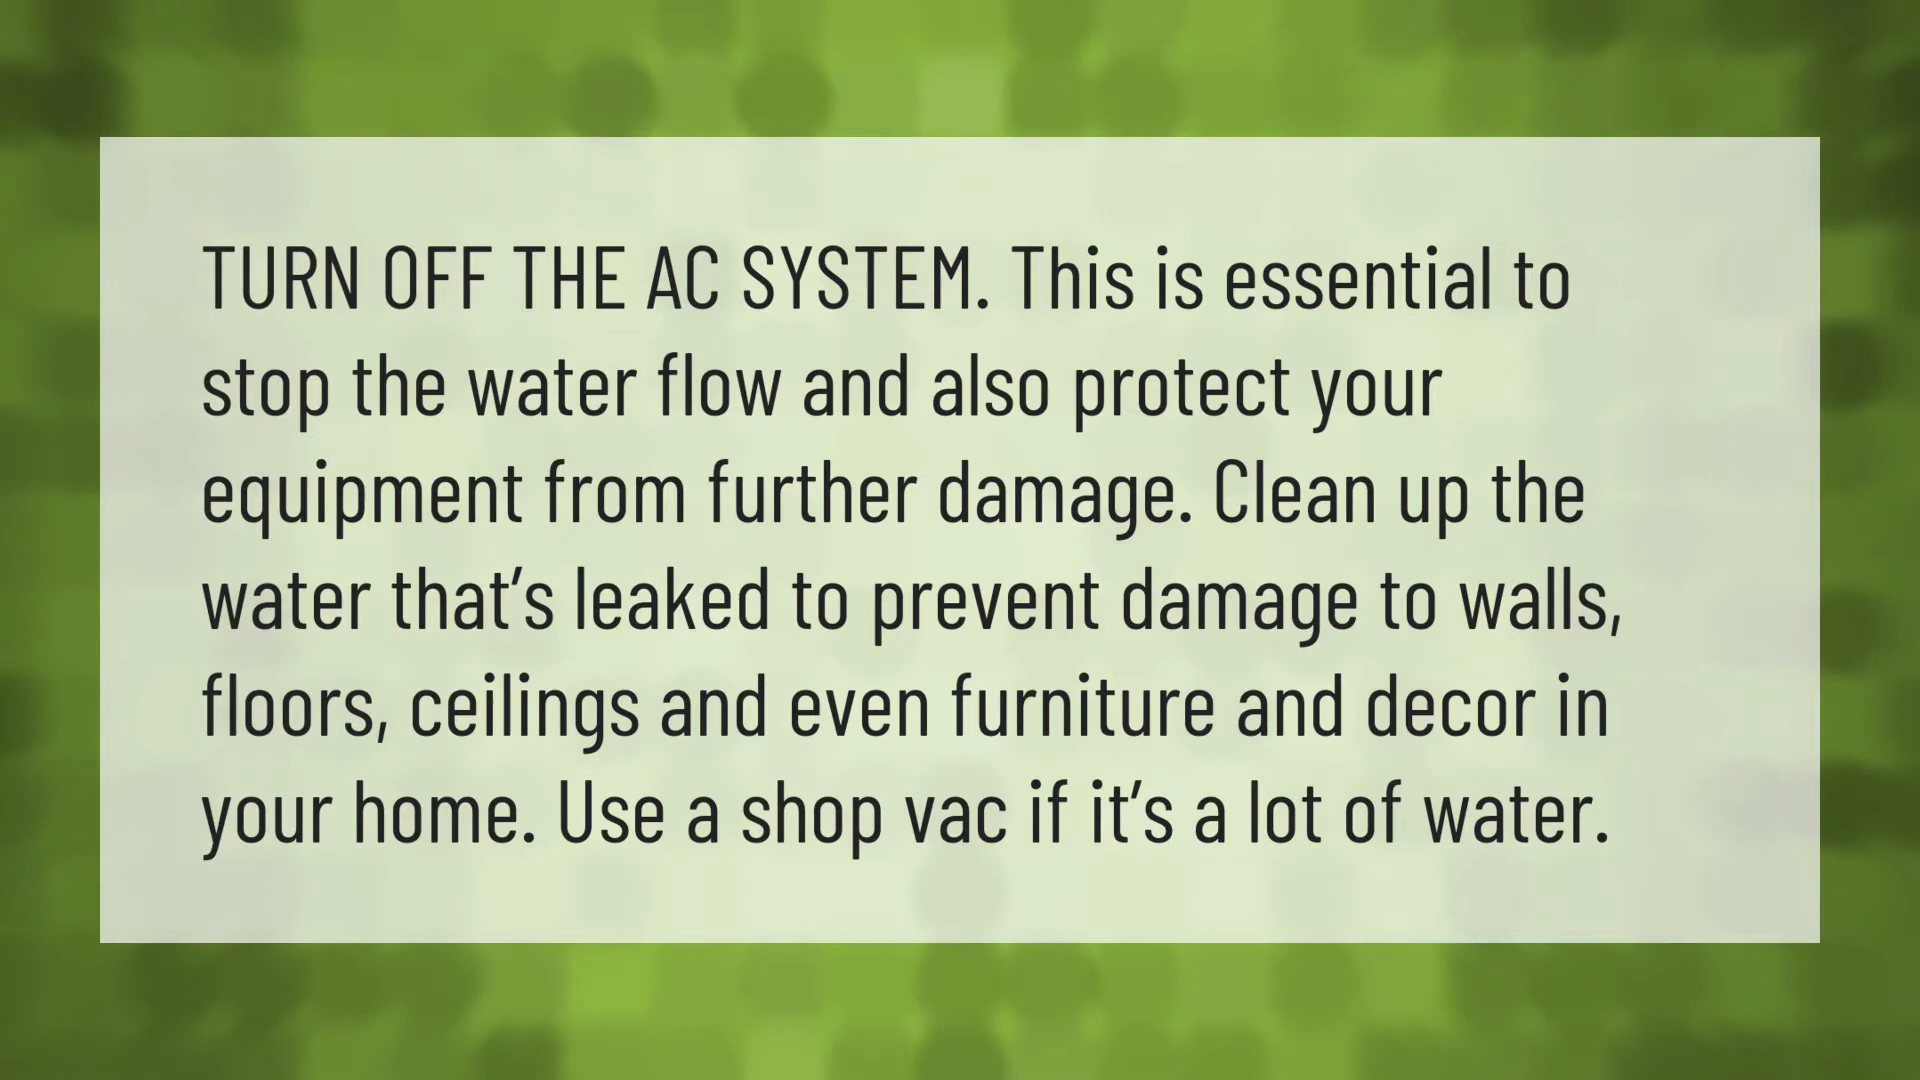 TURN OFF THE AC SYSTEM. This is essential to
stop the water flow and also protect your
equipment from further damage. Clean up the
water that’s leaked to prevent damage to walls,
floors, ceilings and even furniture and decor in
your home. Use a shop vac if it’s a lot of water.